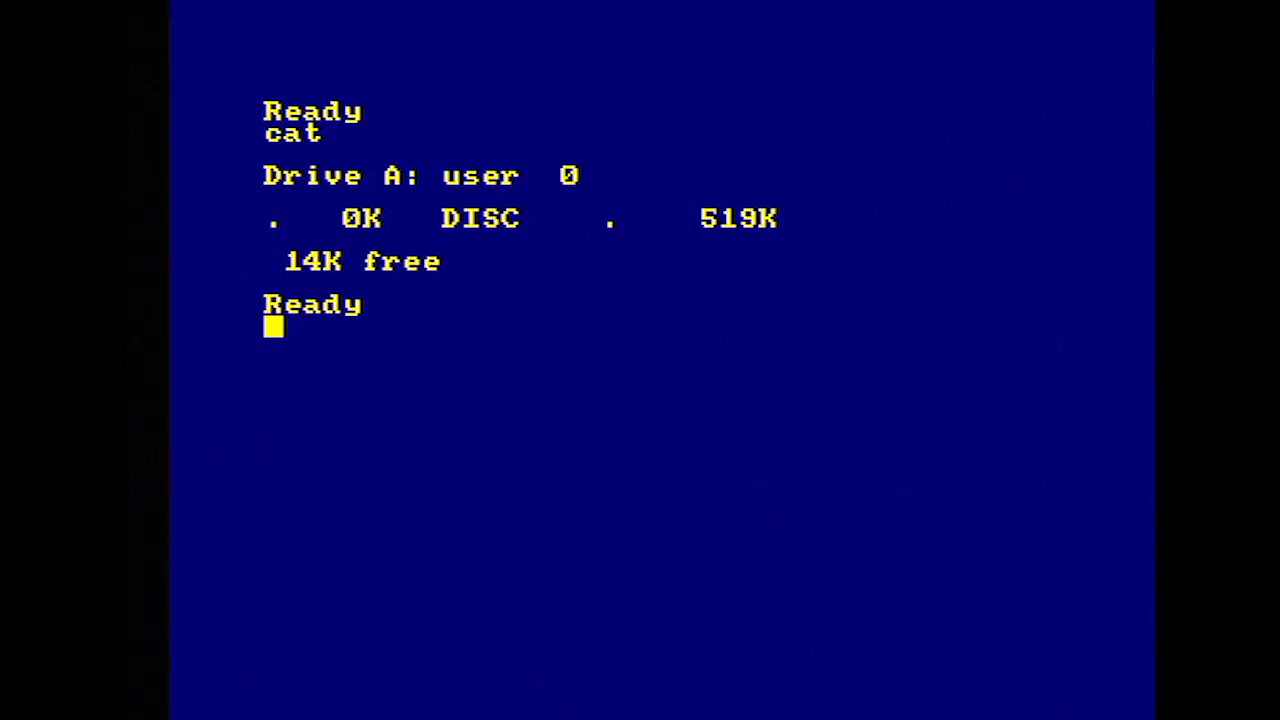 Ready
cat
Drive A: user  0
.   0K   DISC    .    519K
14K free
Ready